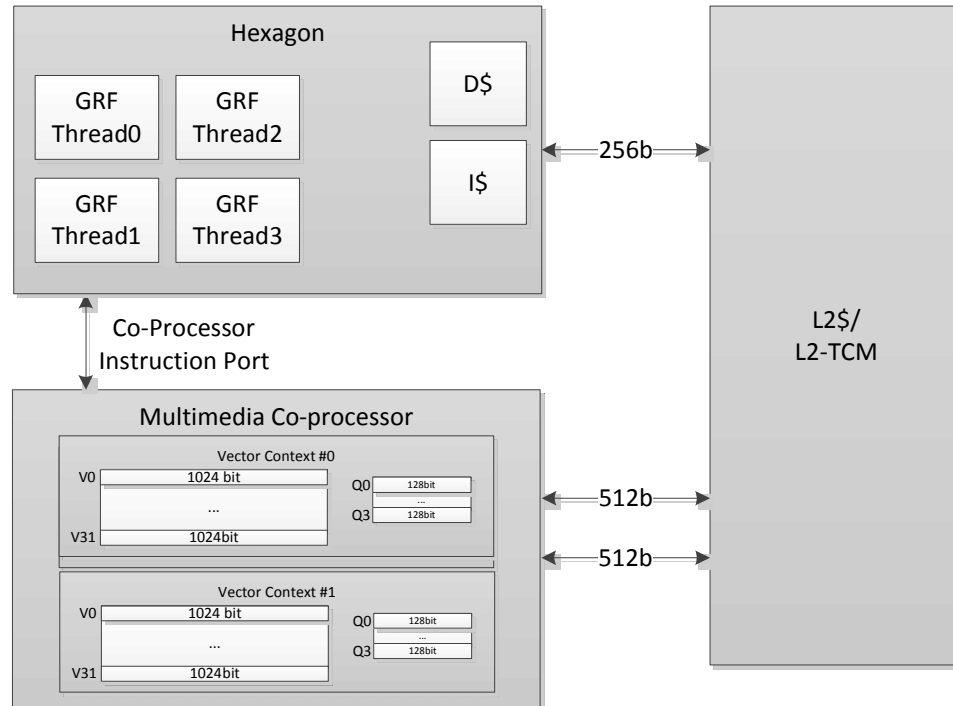 Hexagon
GRF
Thread0
GRF
Thread2
GRF
Thread1
GRF
Thread3
D$
I$
256b
L2$/
L2-TCM
Co-Processor
Instruction Port
Multimedia Co-processor
Vector Context #0
V0
1024 bit
...
V31
1024bit
Q0
128bit
...
Q3
128bit
512b
512b
Vector Context #1
V0
1024 bit
...
V31
1024bit
Q0
128bit
...
Q3
128bit